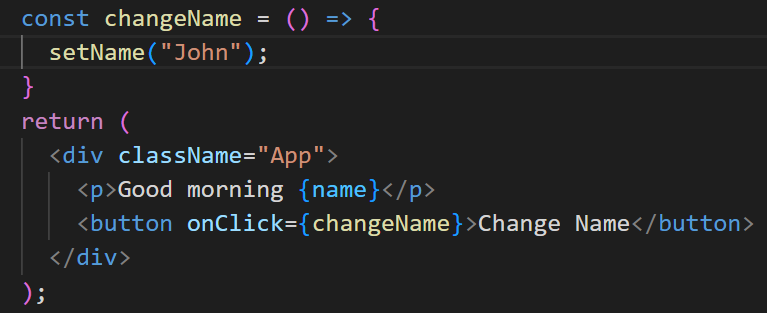 const changeName = () => {
  setName("John");
}
return (
  <div className="App">
    <p>Good morning {name}</p>
    <button onClick={changeName}>Change Name</button>
  </div>
);